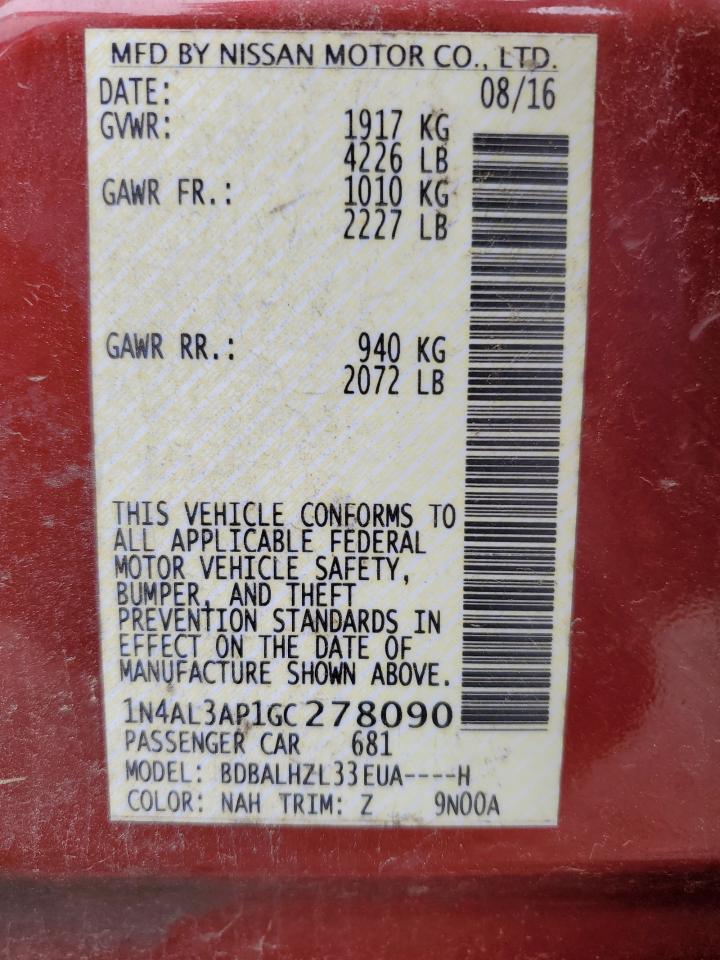 MFD BY NISSAN MOTOR CO., LTD.
DATE: 08/16
GVWR: 1917 KG
4226 LB
GAWR FR.: 1010 KG
2227 LB
GAWR RR.: 940 KG
2072 LB
THIS VEHICLE CONFORMS TO
ALL APPLICABLE FEDERAL
MOTOR VEHICLE SAFETY,
BUMPER, AND THEFT
PREVENTION STANDARDS IN
EFFECT ON THE DATE OF
MANUFACTURE SHOWN ABOVE.
1N4AL3AP1GC278090
PASSENGER CAR 681
MODEL: BDBALHZL33EUA----H
COLOR: NAH TRIM: Z 9N00A